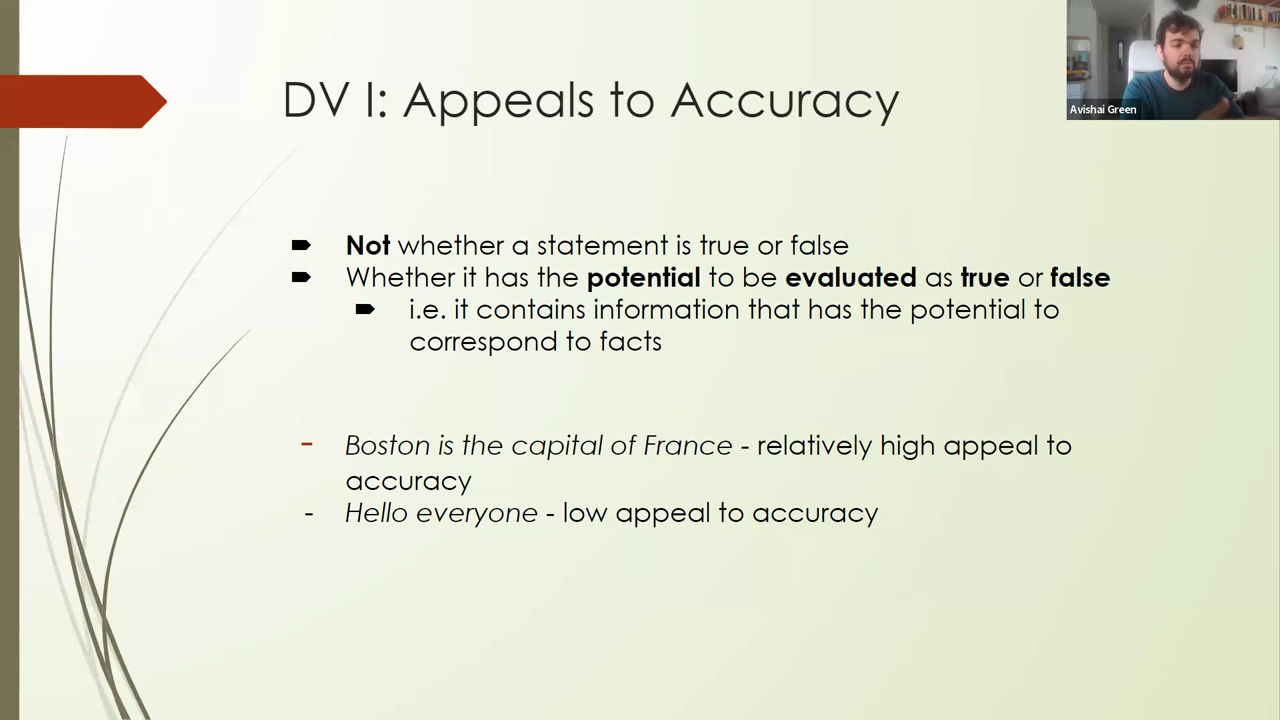 DV I: Appeals to Accuracy
Avishai Green
Not whether a statement is true or false
Whether it has the potential to be evaluated as true or false
i.e. it contains information that has the potential to
correspond to facts
- Boston is the capital of France - relatively high appeal to
accuracy
- Hello everyone - low appeal to accuracy